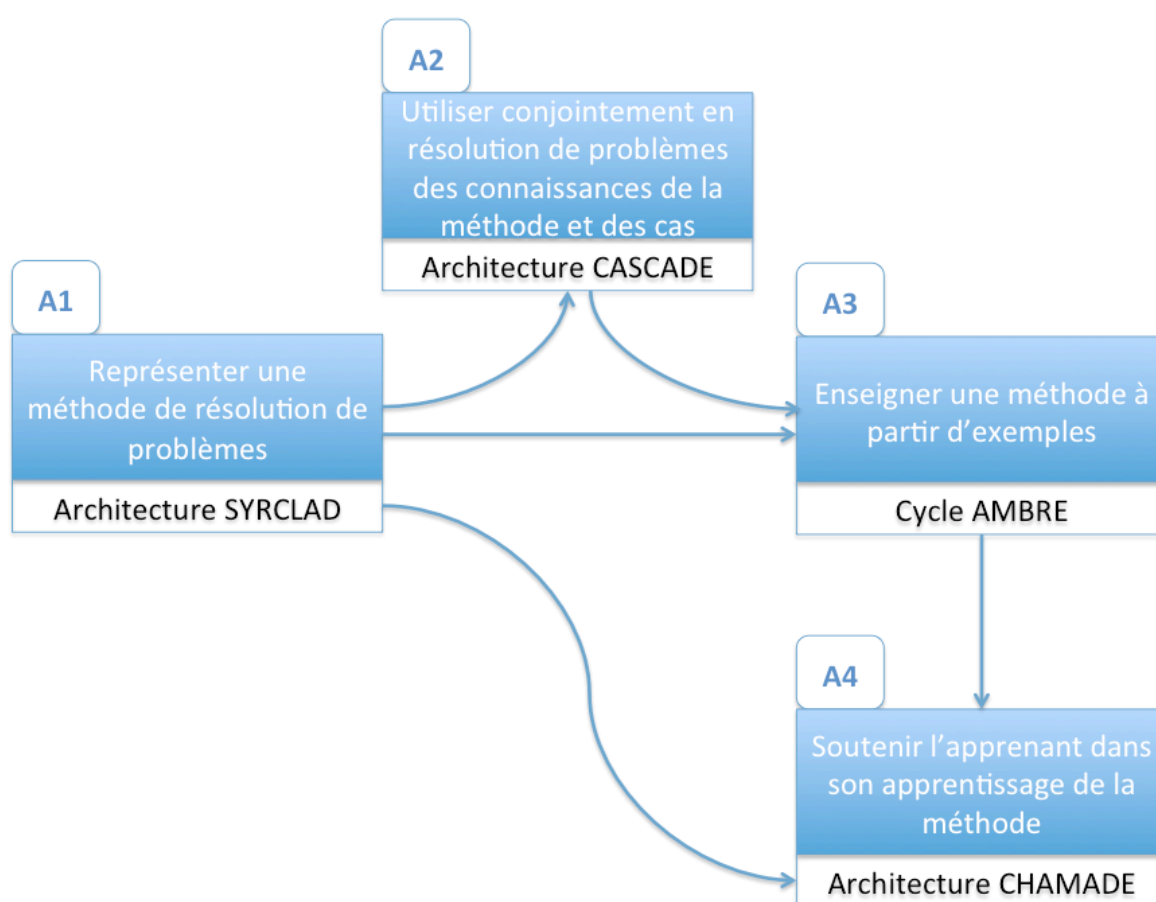 A2
Utiliser conjointement en
résolution de problèmes
des connaissances de la
méthode et des cas
Architecture CASCADE
A1
Représenter une
méthode de résolution de
problèmes
Architecture SYRCLAD
A3
Enseigner une méthode à
partir d'exemples
Cycle AMBRE
A4
Soutenir l'apprenant dans
son apprentissage de la
méthode
Architecture CHAMADE